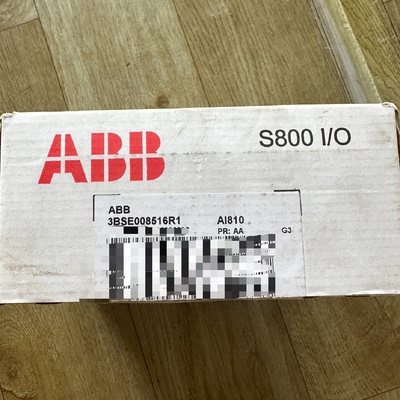 ABB
S800 I/O
ABB
3BSE008516R1 AI810
PR: AA G3